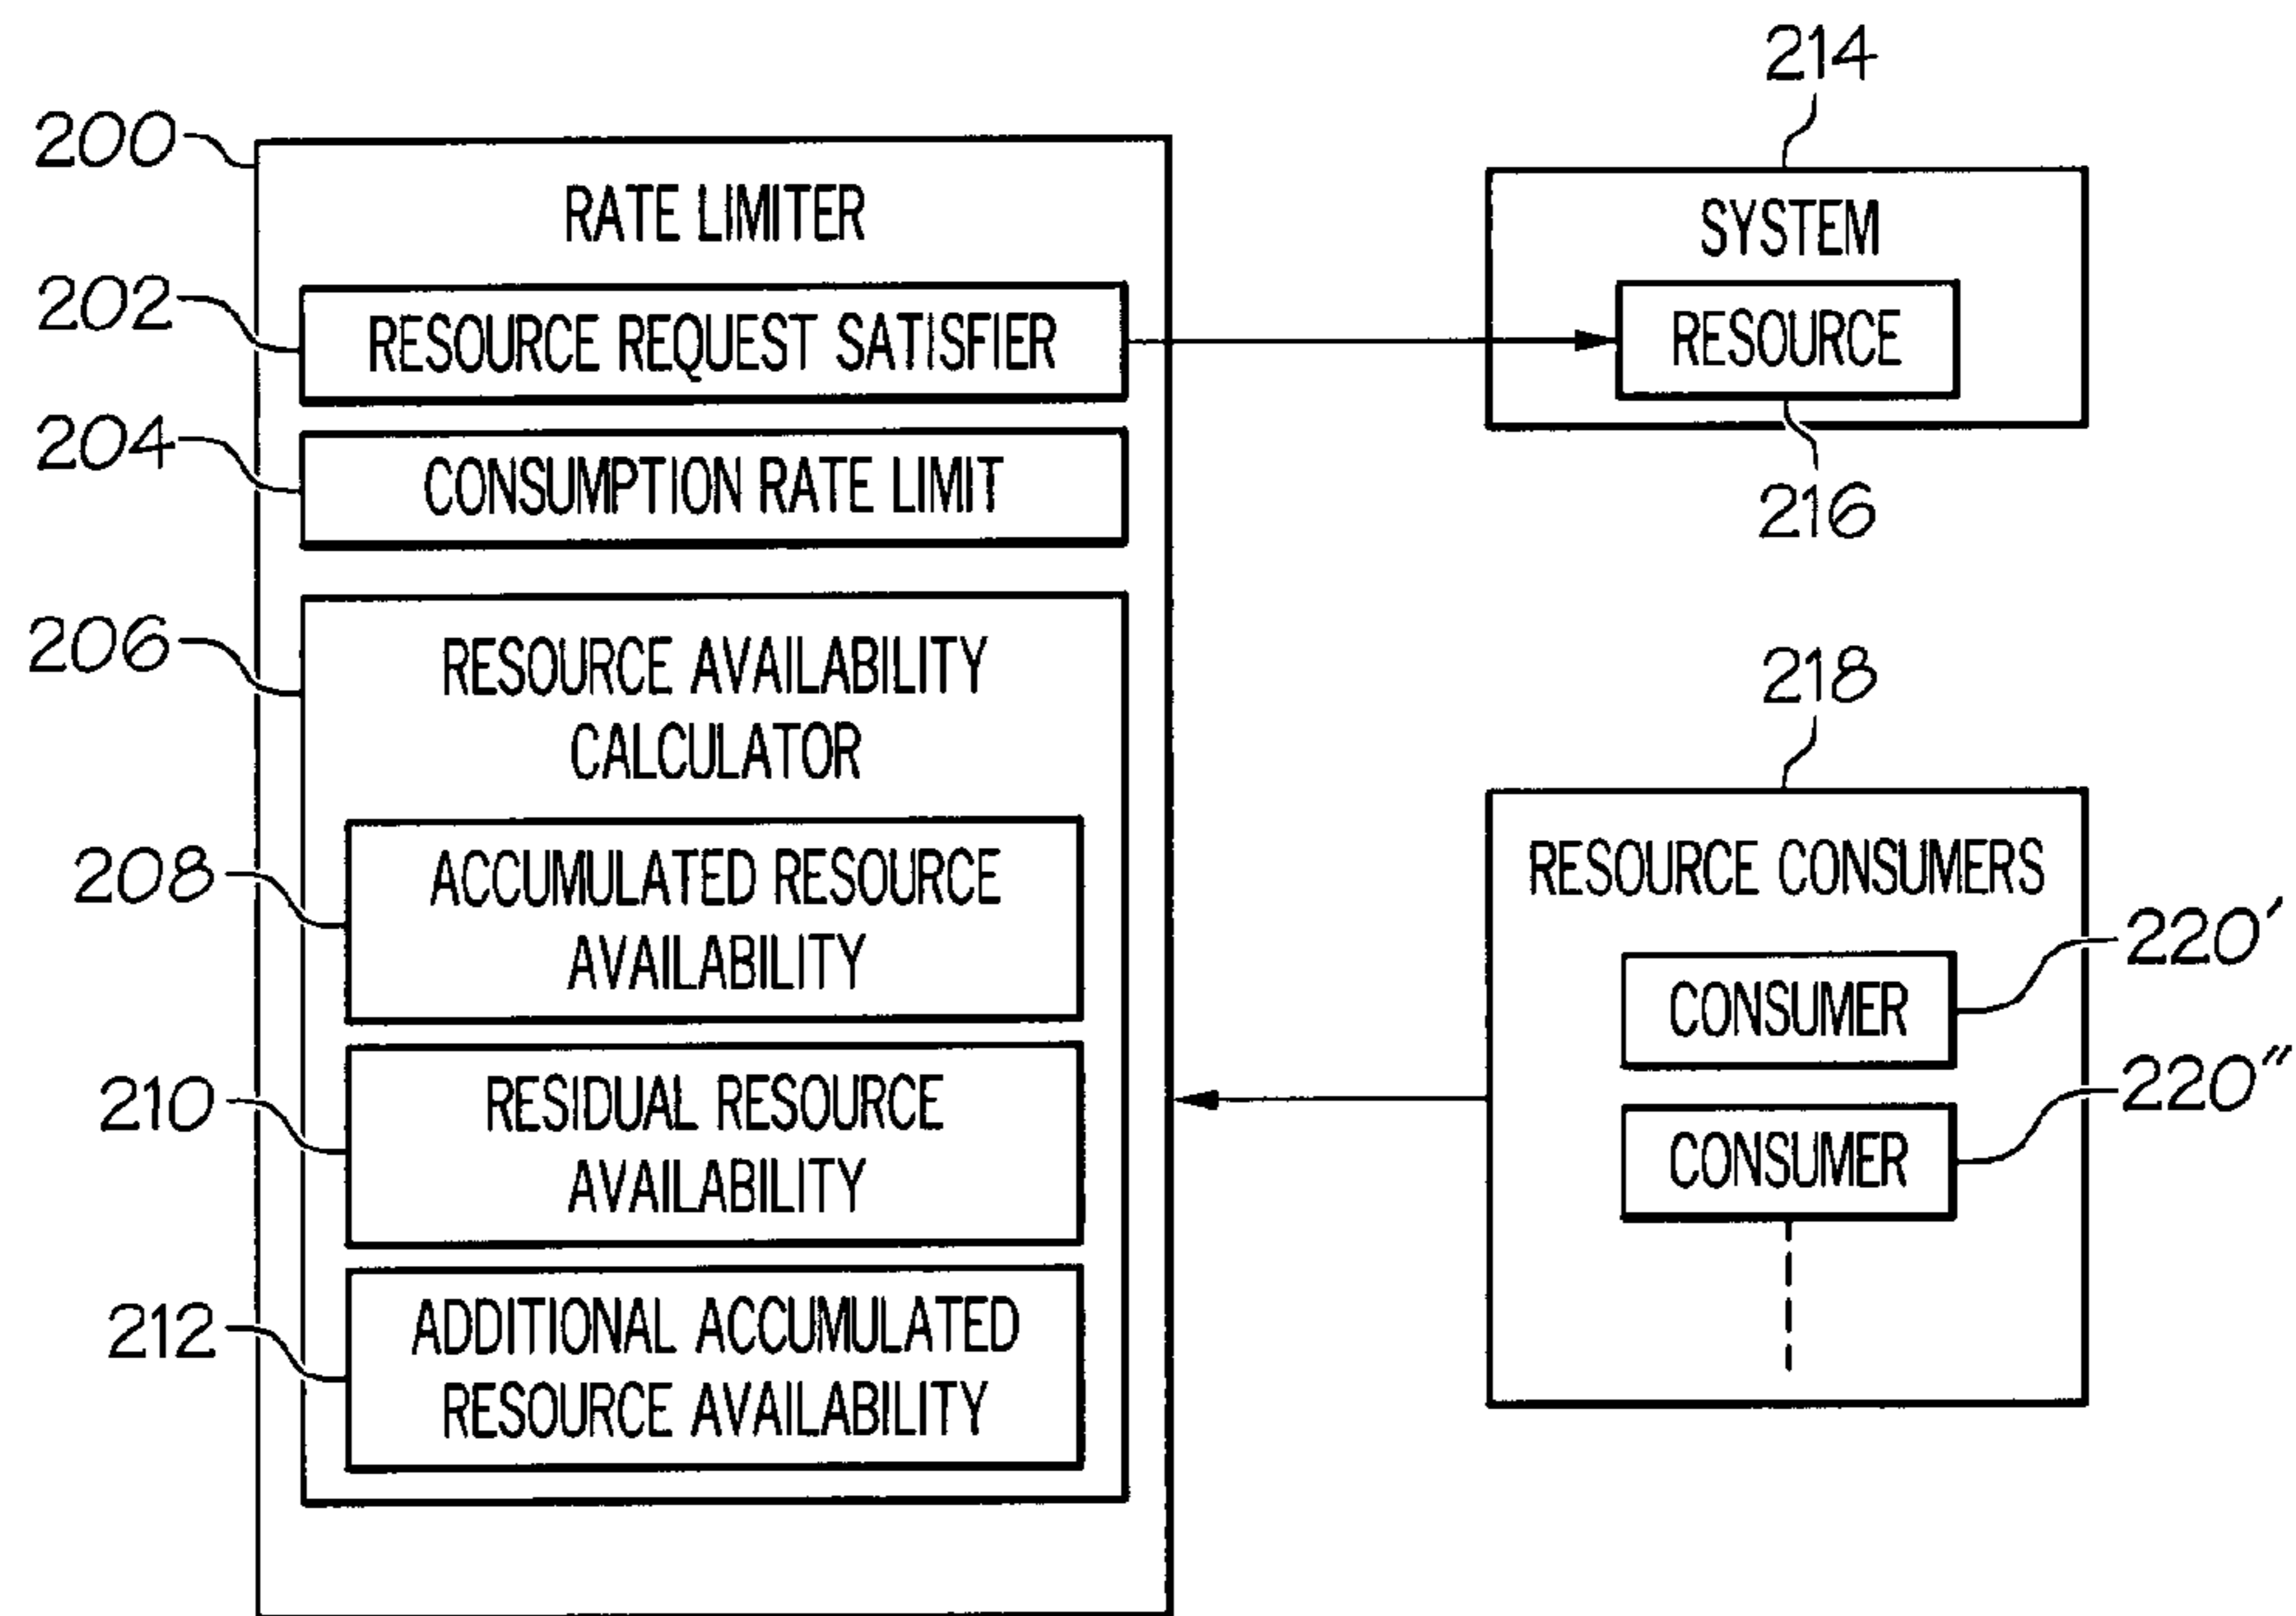 200
RATE LIMITER
202
RESOURCE REQUEST SATISFIER
204
CONSUMPTION RATE LIMIT
206
RESOURCE AVAILABILITY
CALCULATOR
208
ACCUMULATED RESOURCE
AVAILABILITY
210
RESIDUAL RESOURCE
AVAILABILITY
212
ADDITIONAL ACCUMULATED
RESOURCE AVAILABILITY
214
SYSTEM
RESOURCE
216
218
RESOURCE CONSUMERS
220'
CONSUMER
220"
CONSUMER